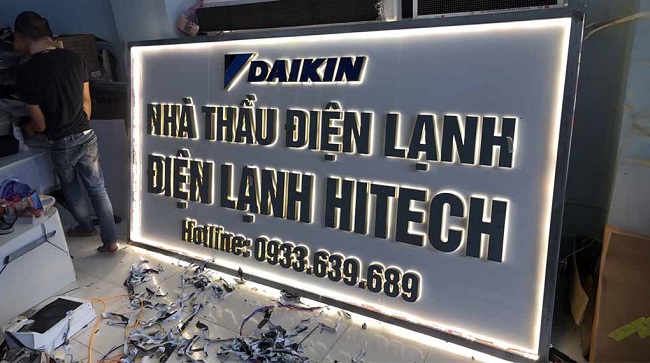 DAIKIN
NHÀ THẦU ĐIỆN LẠNH
ĐIỆN LẠNH HITECH
Hotline: 0933.639.689